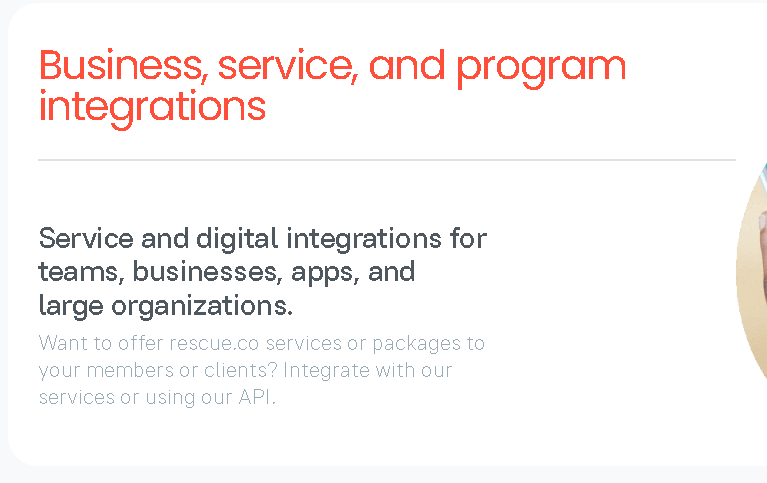 Business, service, and program
integrations
Service and digital integrations for
teams, businesses, apps, and
large organizations.
Want to offer rescue.co services or packages to
your members or clients? Integrate with our
services or using our API.